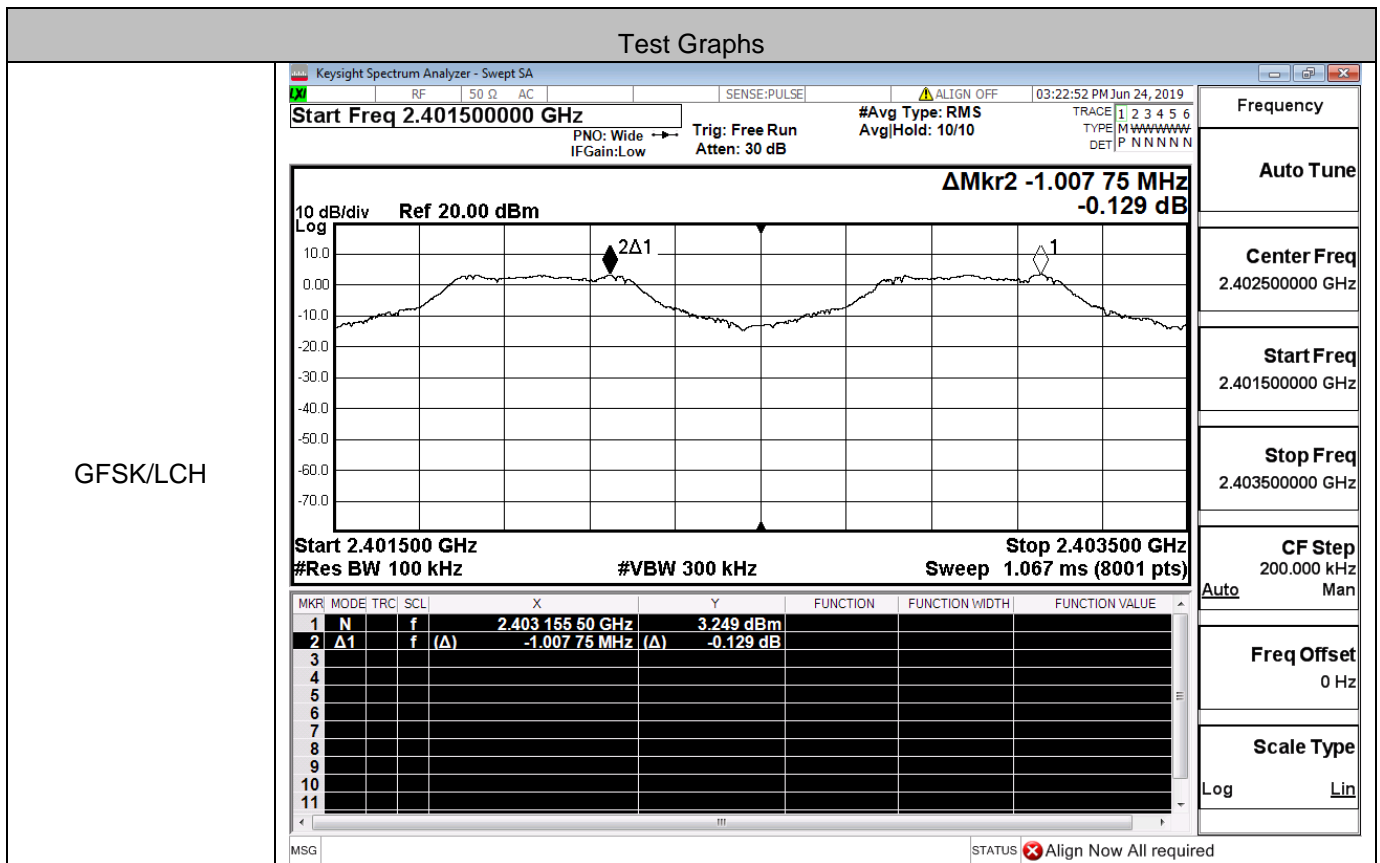 Test Graphs
GFSK/LCH
Keysight Spectrum Analyzer - Swept SA
LXI RF 50 Ω AC SENSE:PULSE ALIGN OFF 03:22:52 PM Jun 24, 2019
Start Freq 2.401500000 GHz
PNO: Wide
IFGain:Low
Trig: Free Run
Atten: 30 dB
#Avg Type: RMS
Avg|Hold: 10/10
TRACE 1 2 3 4 5 6
TYPE M WWWWW
DET P N N N N N
ΔMkr2 -1.007 75 MHz
-0.129 dB
10 dB/div Ref 20.00 dBm
Log
10.0
0.00
-10.0
-20.0
-30.0
-40.0
-50.0
-60.0
-70.0
2Δ1
1
Start 2.401500 GHz Stop 2.403500 GHz
#Res BW 100 kHz #VBW 300 kHz Sweep 1.067 ms (8001 pts)
MKR MODE TRC SCL X Y FUNCTION FUNCTION WIDTH FUNCTION VALUE
1 N f 2.403 155 50 GHz 3.249 dBm
2 Δ1 f (Δ) -1.007 75 MHz (Δ) -0.129 dB
3
4
5
6
7
8
9
10
11
MSG STATUS Align Now All required
Frequency
Auto Tune
Center Freq
2.402500000 GHz
Start Freq
2.401500000 GHz
Stop Freq
2.403500000 GHz
CF Step
200.000 kHz
Auto Man
Freq Offset
0 Hz
Scale Type
Log Lin